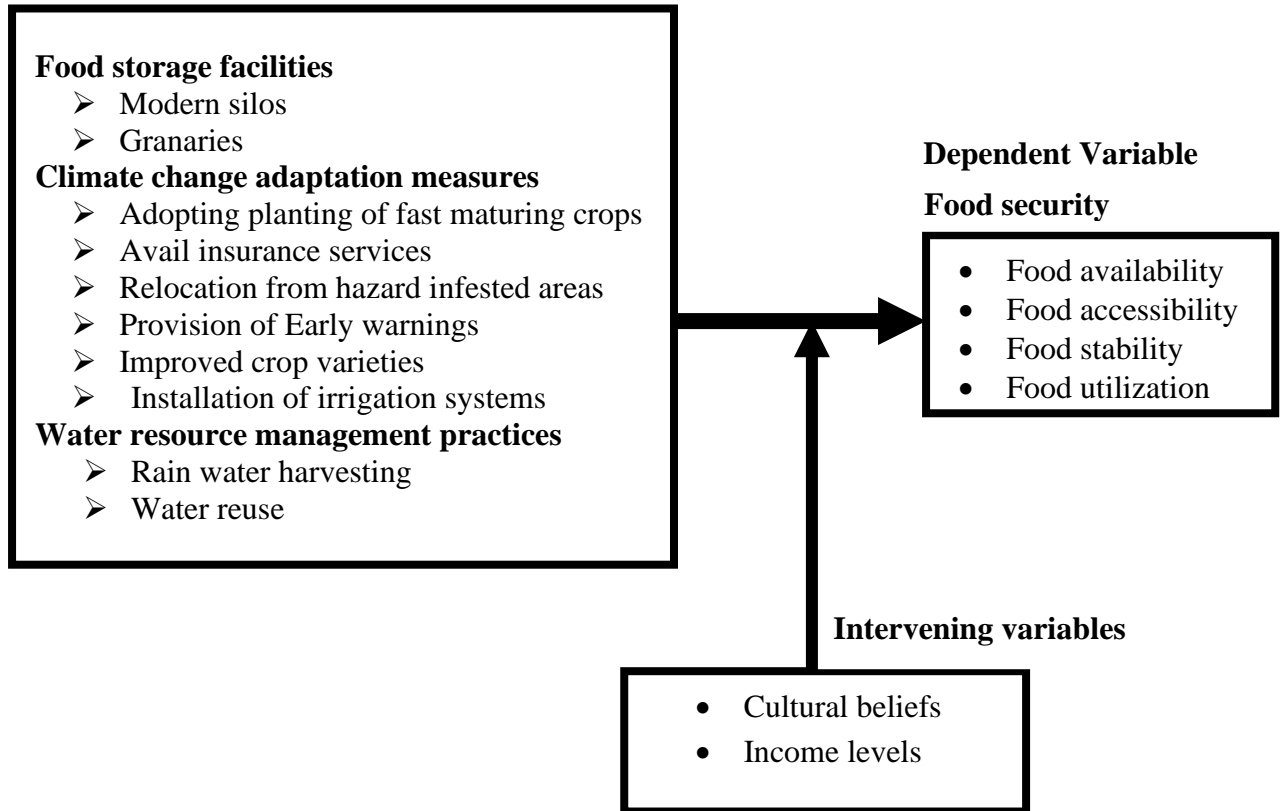 Food storage facilities
➢ Modern silos
➢ Granaries
Climate change adaptation measures
➢ Adopting planting of fast maturing crops
➢ Avail insurance services
➢ Relocation from hazard infested areas
➢ Provision of Early warnings
➢ Improved crop varieties
➢ Installation of irrigation systems
Water resource management practices
➢ Rain water harvesting
➢ Water reuse
Dependent Variable
Food security
• Food availability
• Food accessibility
• Food stability
• Food utilization
Intervening variables
• Cultural beliefs
• Income levels